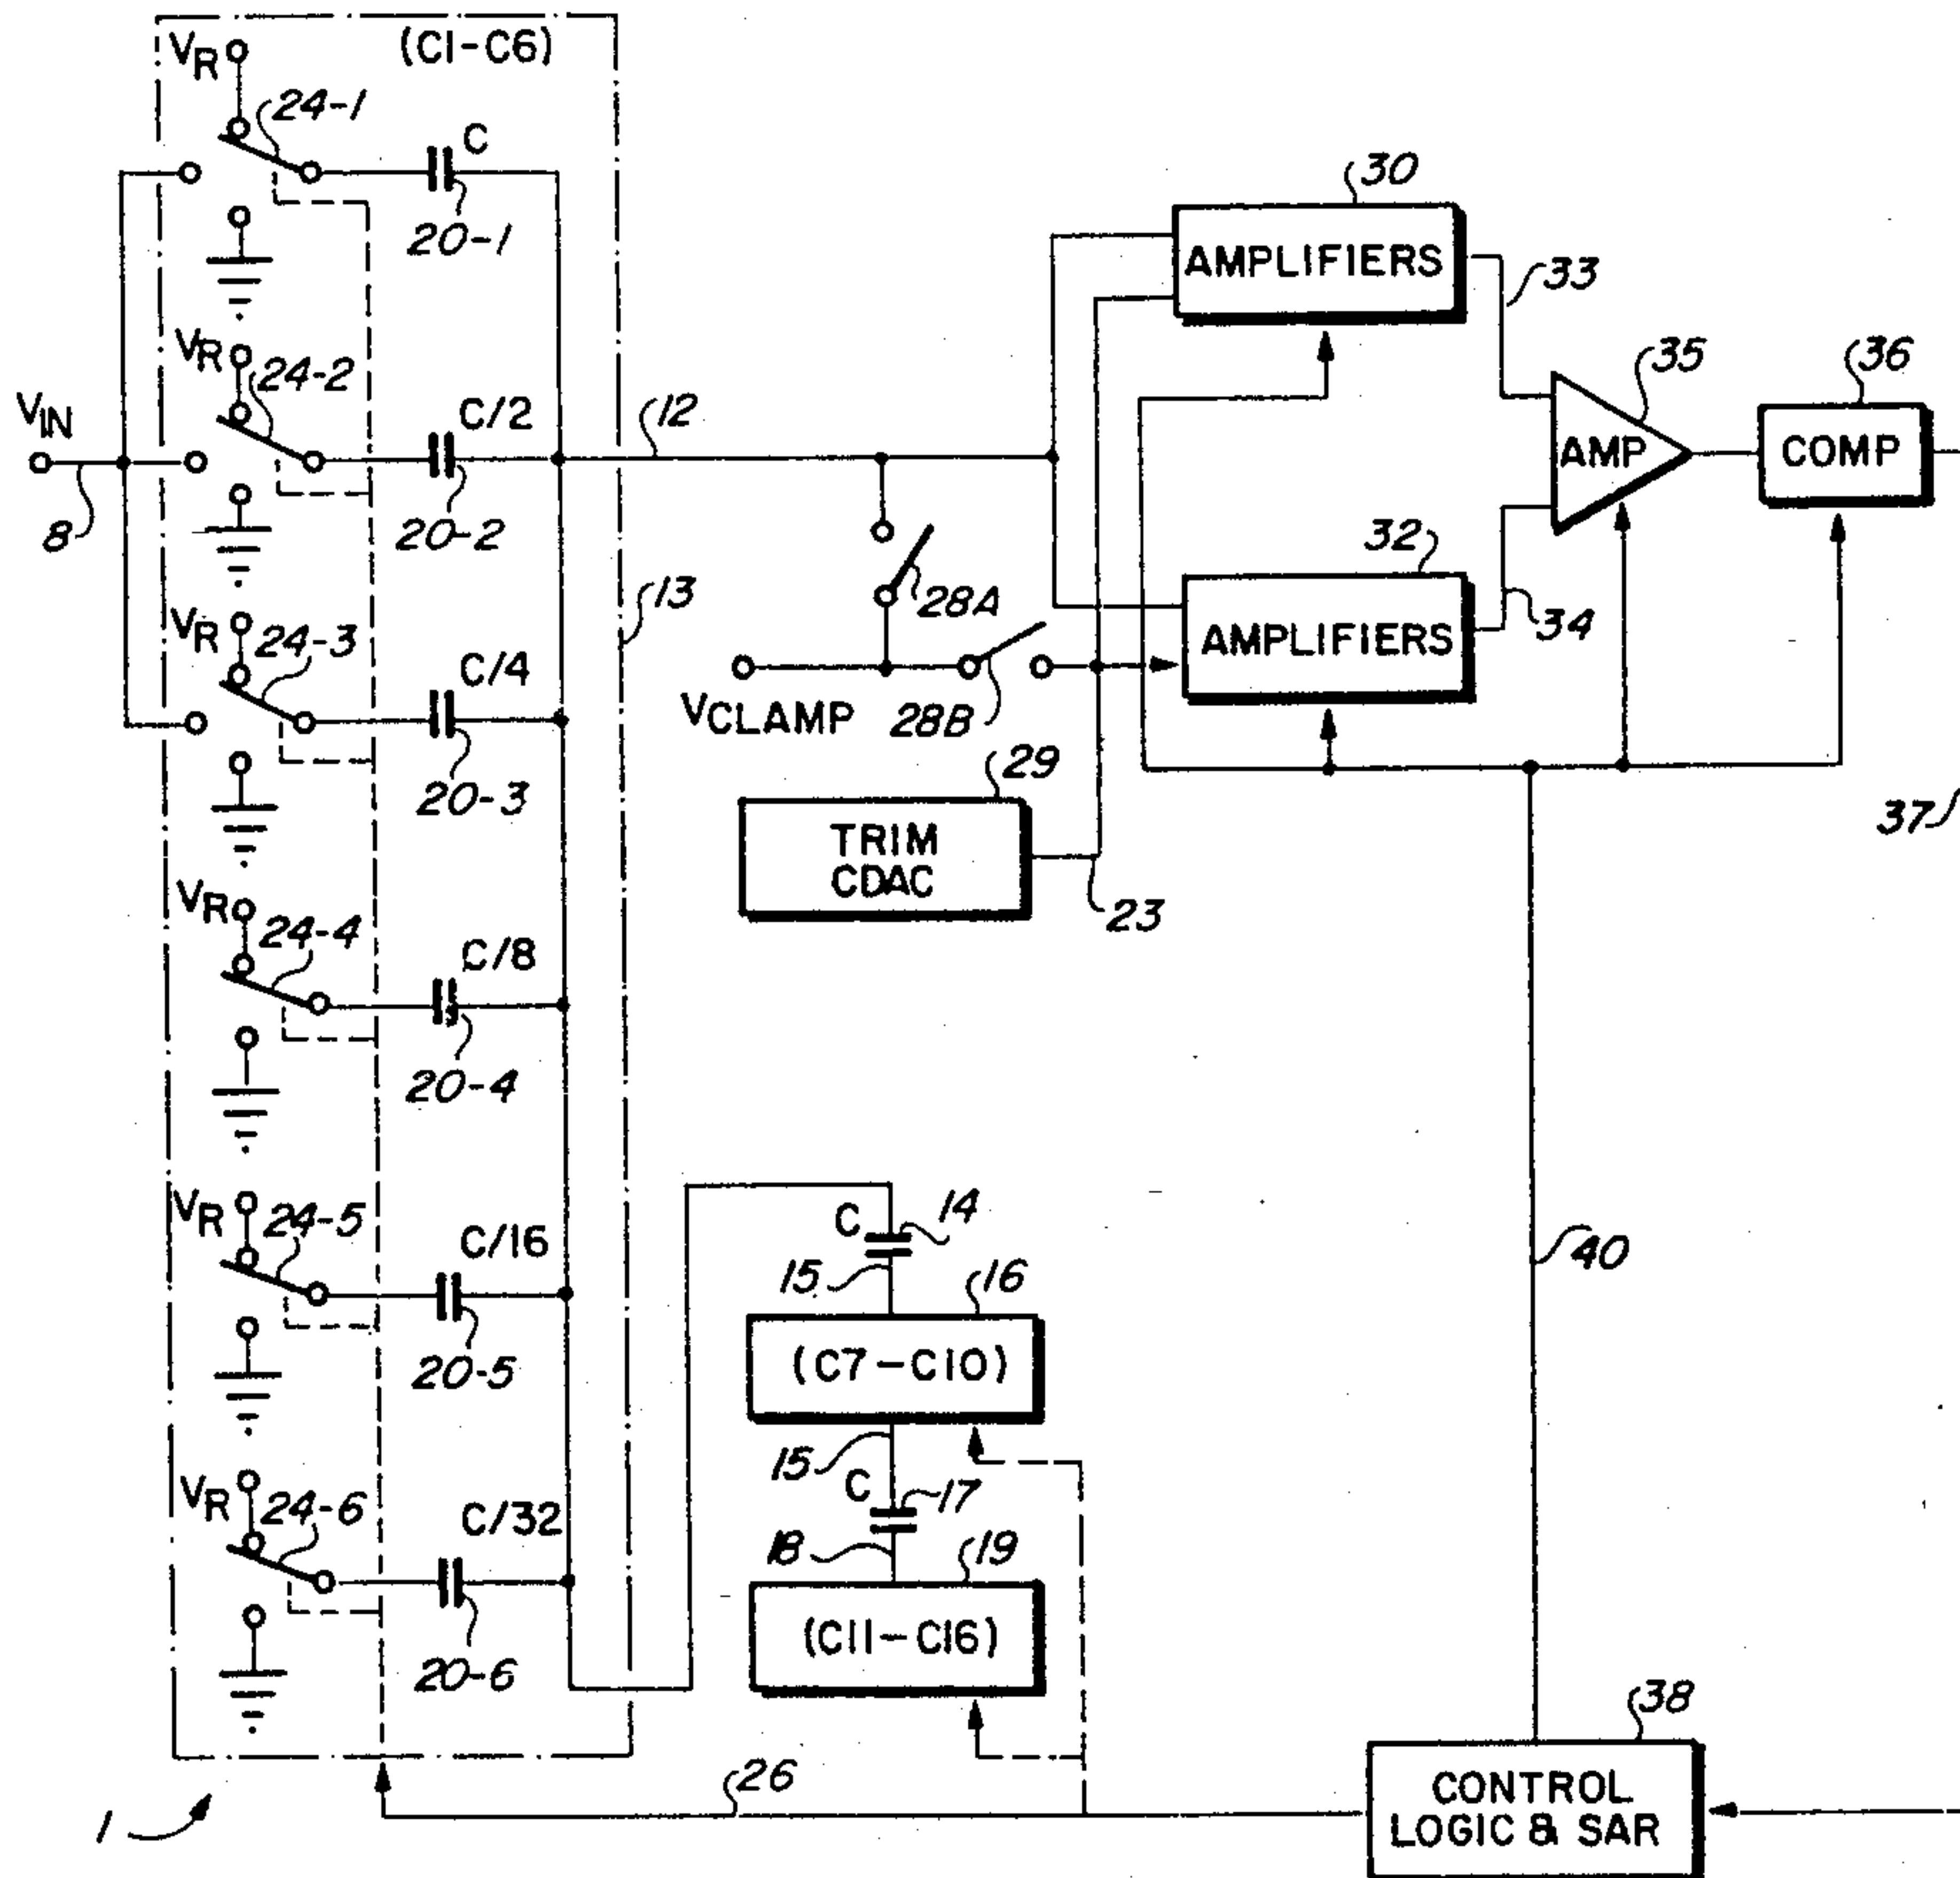 (C1-C6)
VR
24-1
C
20-1
30
AMPLIFIERS
33
VR
24-2
C/2
20-2
VIN
8
12
35
AMP
36
COMP
13
28A
32
AMPLIFIERS
34
VR
24-3
C/4
20-3
VCLAMP
28B
29
TRIM
CDAC
23
37
VR
24-4
C/8
20-4
VR
24-5
C/16
20-5
C
14
15
16
(C7-C10)
40
15
C
17
VR
24-6
C/32
20-6
18
19
(C11-C16)
38
CONTROL
LOGIC & SAR
26
1